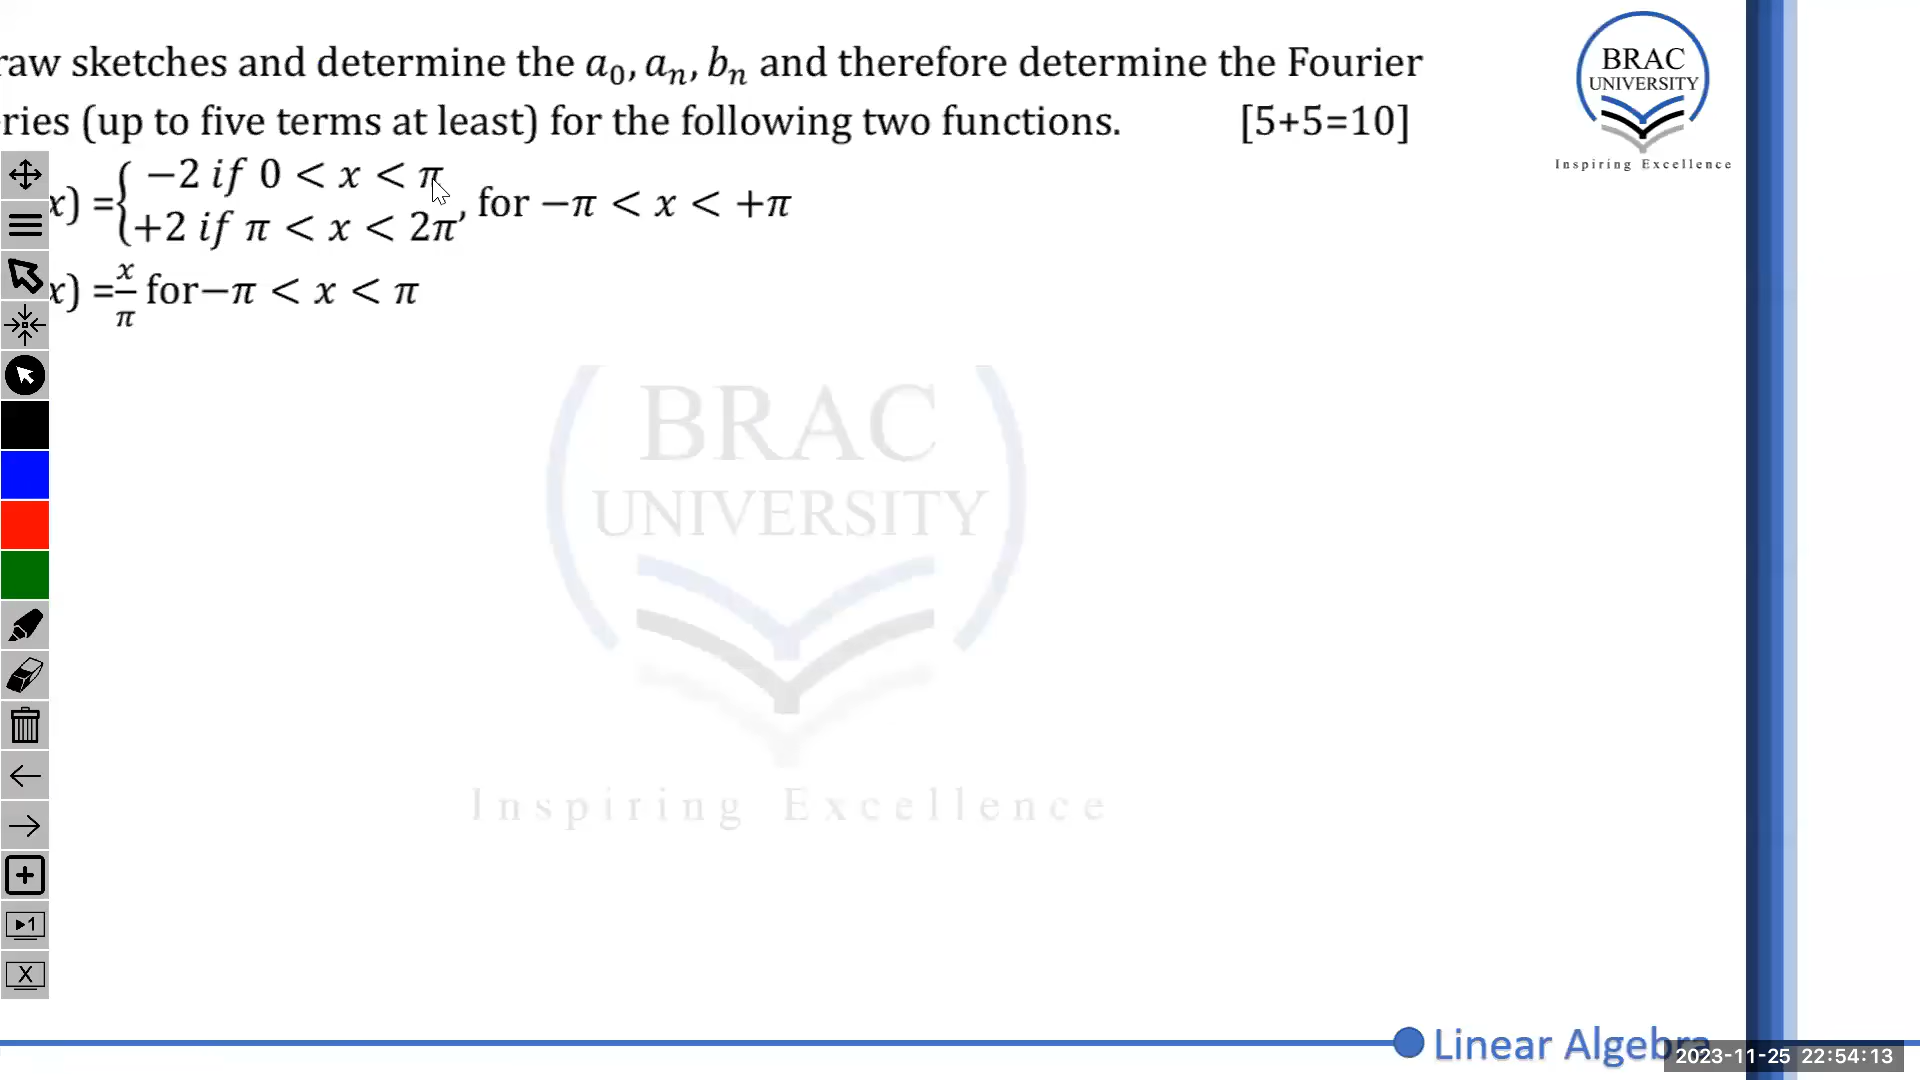 raw sketches and determine the a₀, aₙ, bₙ and therefore determine the Fourier
ries (up to five terms at least) for the following two functions. [5+5=10]
x) = { −2 if 0 < x < π
+2 if π < x < 2π , for −π < x < +π
x) = x/π for−π < x < π
BRAC
UNIVERSITY
Inspiring Excellence
BRAC
UNIVERSITY
Inspiring Excellence
1
X
Linear Algebra
2023-11-25 22:54:13